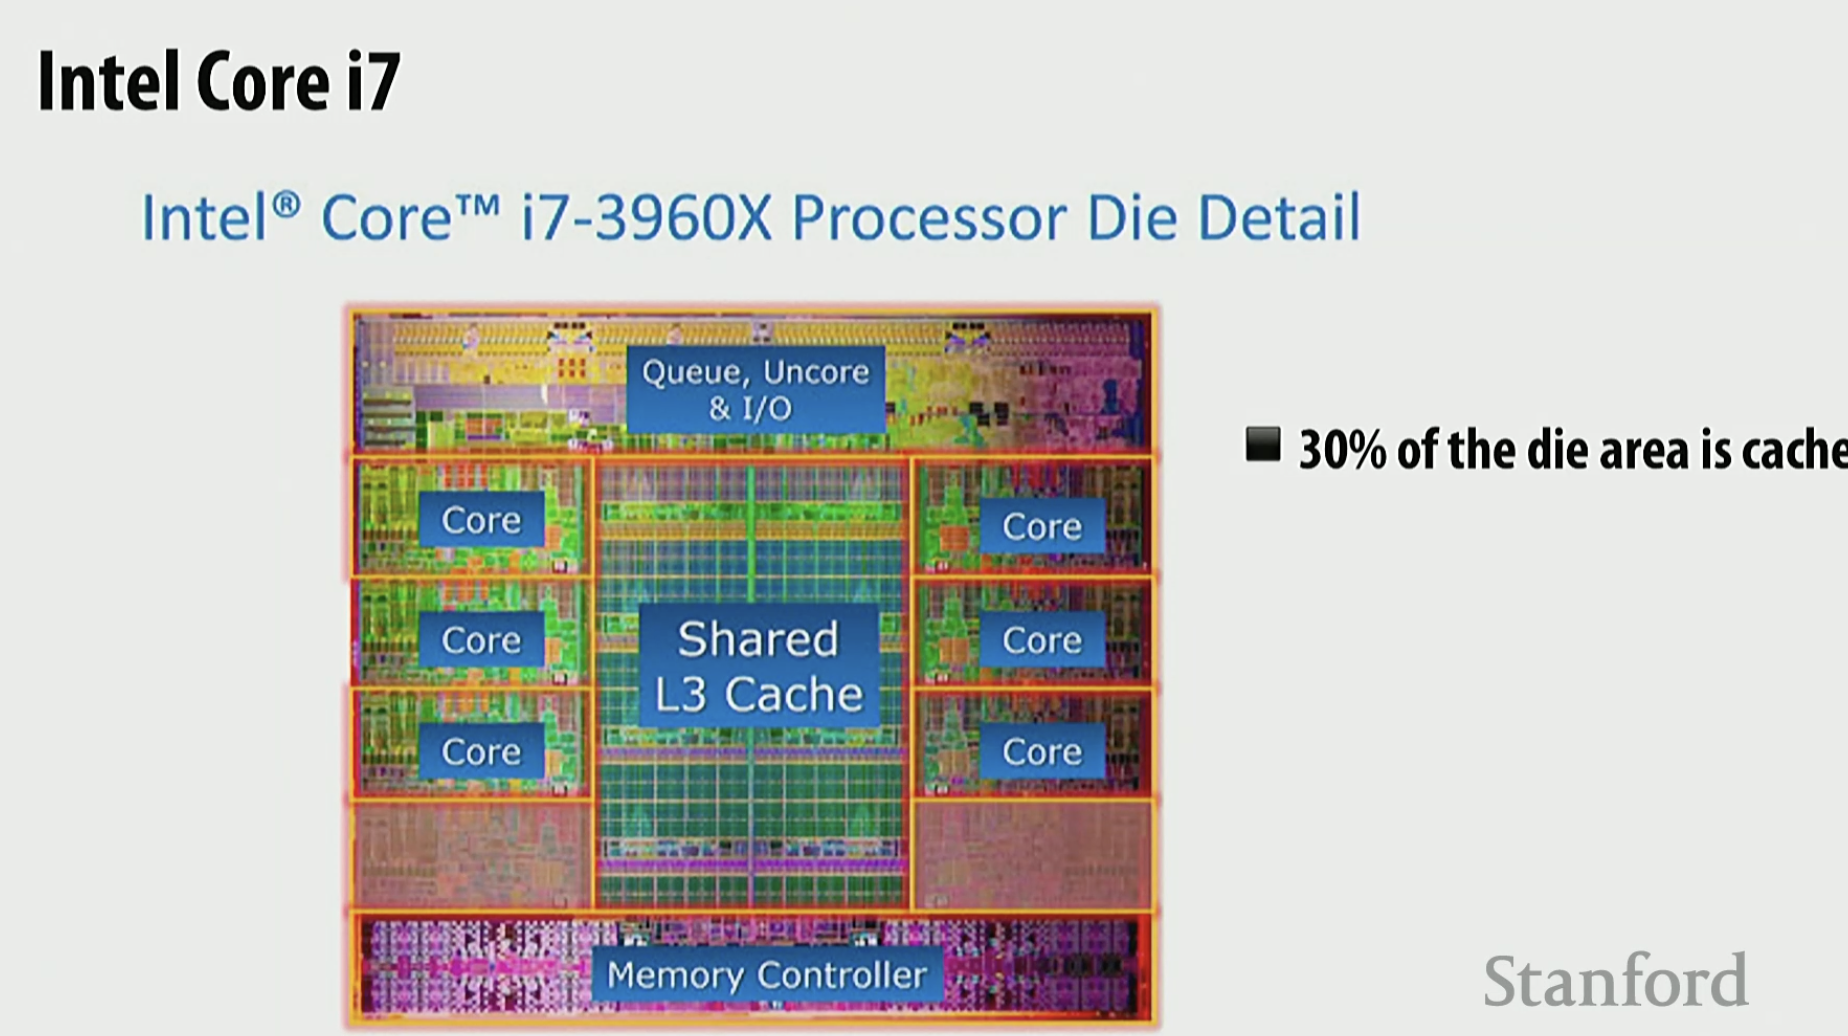 Intel Core i7
Intel® Core™ i7-3960X Processor Die Detail
Queue, Uncore
& I/O
■ 30% of the die area is cache
Core
Core
Core
Shared
L3 Cache
Core
Core
Core
Memory Controller
Stanford